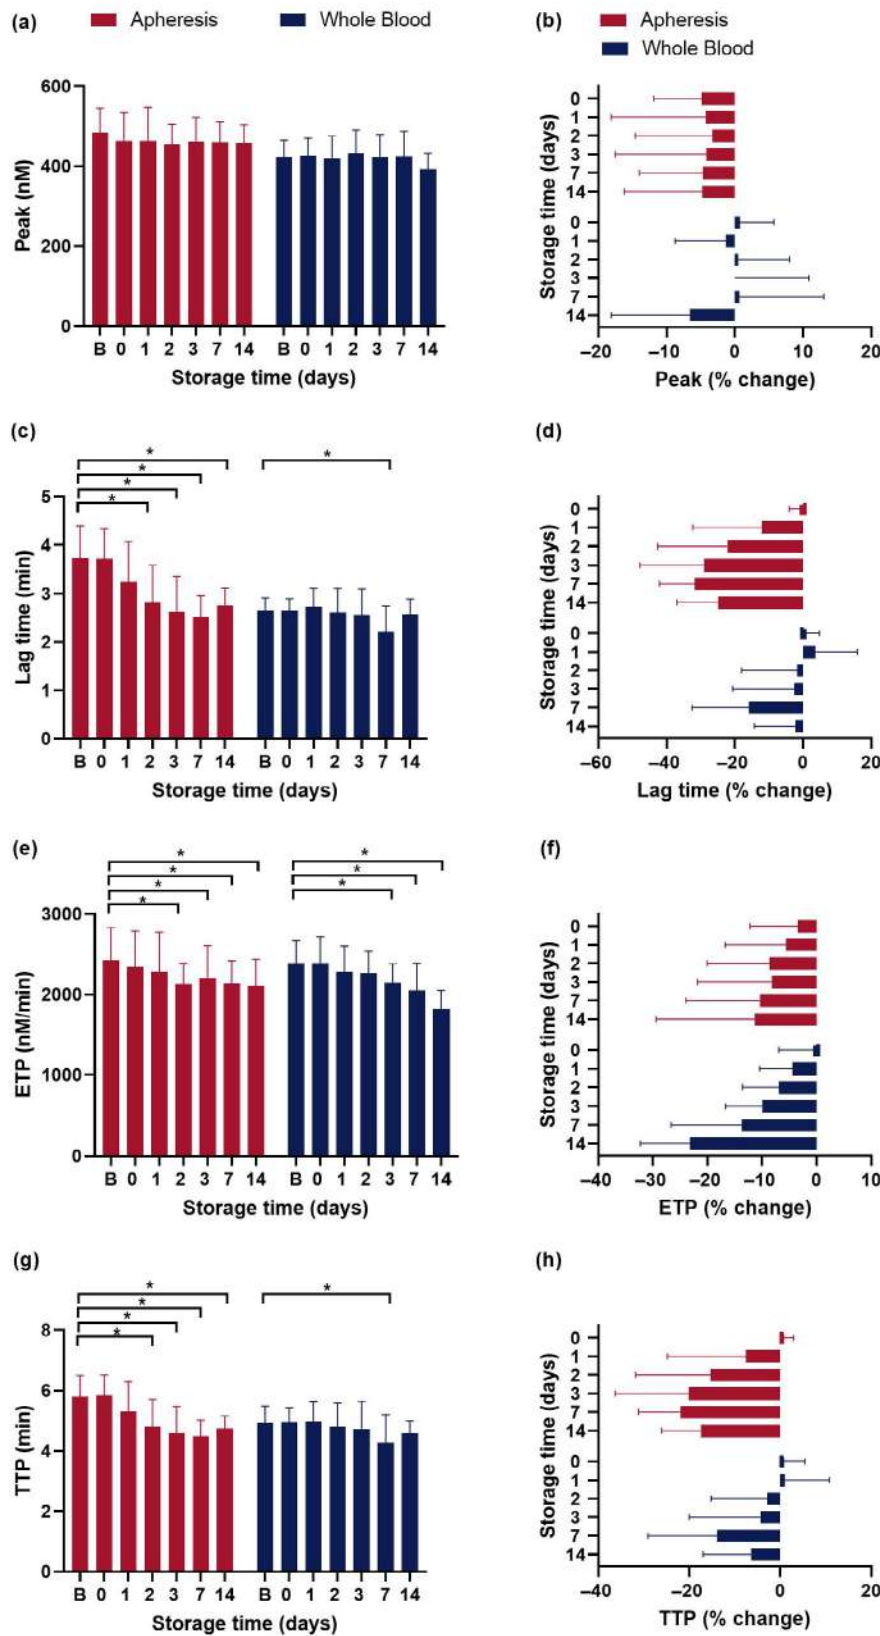 (a)
Apheresis
Whole Blood
Peak (nM)
600
400
200
0
B 0 1 2 3 7 14 B 0 1 2 3 7 14
Storage time (days)
(b)
Apheresis
Whole Blood
Storage time (days)
0
1
2
3
7
14
0
1
2
3
7
14
−20 −10 0 10 20
Peak (% change)
(c)
*
*
*
*
*
Lag time (min)
5
4
3
2
1
0
B 0 1 2 3 7 14 B 0 1 2 3 7 14
Storage time (days)
(d)
Storage time (days)
0
1
2
3
7
14
0
1
2
3
7
14
−60 −40 −20 0 20
Lag time (% change)
(e)
*
*
*
*
*
*
*
ETP (nM/min)
3000
2000
1000
0
B 0 1 2 3 7 14 B 0 1 2 3 7 14
Storage time (days)
(f)
Storage time (days)
0
1
2
3
7
14
0
1
2
3
7
14
−40 −30 −20 −10 0 10
ETP (% change)
(g)
*
*
*
*
*
TTP (min)
8
6
4
2
0
B 0 1 2 3 7 14 B 0 1 2 3 7 14
Storage time (days)
(h)
Storage time (days)
0
1
2
3
7
14
0
1
2
3
7
14
−40 −20 0 20
TTP (% change)